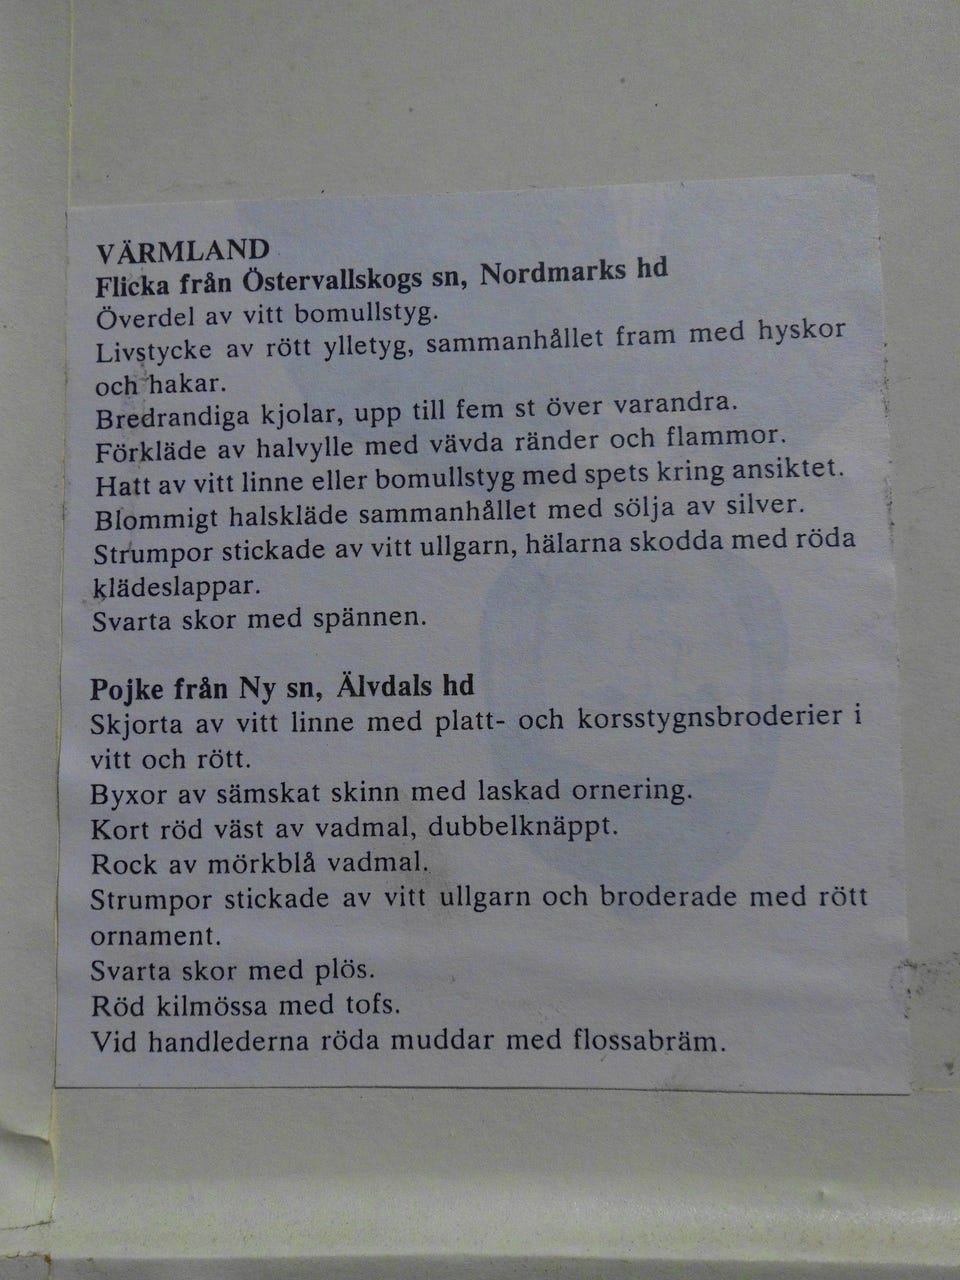 VÄRMLAND
Flicka från Östervallskogs sn, Nordmarks hd
Överdel av vitt bomullstyg.
Livstycke av rött ylletyg, sammanhållet fram med hyskor
och hakar.
Bredrandiga kjolar, upp till fem st över varandra.
Förkläde av halvylle med vävda ränder och flammor.
Hatt av vitt linne eller bomullstyg med spets kring ansiktet.
Blommigt halskläde sammanhållet med sölja av silver.
Strumpor stickade av vitt ullgarn, hälarna skodda med röda
klädeslappar.
Svarta skor med spännen.
Pojke från Ny sn, Älvdals hd
Skjorta av vitt linne med platt- och korsstygnsbroderier i
vitt och rött.
Byxor av sämskat skinn med laskad ornering.
Kort röd väst av vadmal, dubbelknäppt.
Rock av mörkblå vadmal.
Strumpor stickade av vitt ullgarn och broderade med rött
ornament.
Svarta skor med plös.
Röd kilmössa med tofs.
Vid handlederna röda muddar med flossabräm.